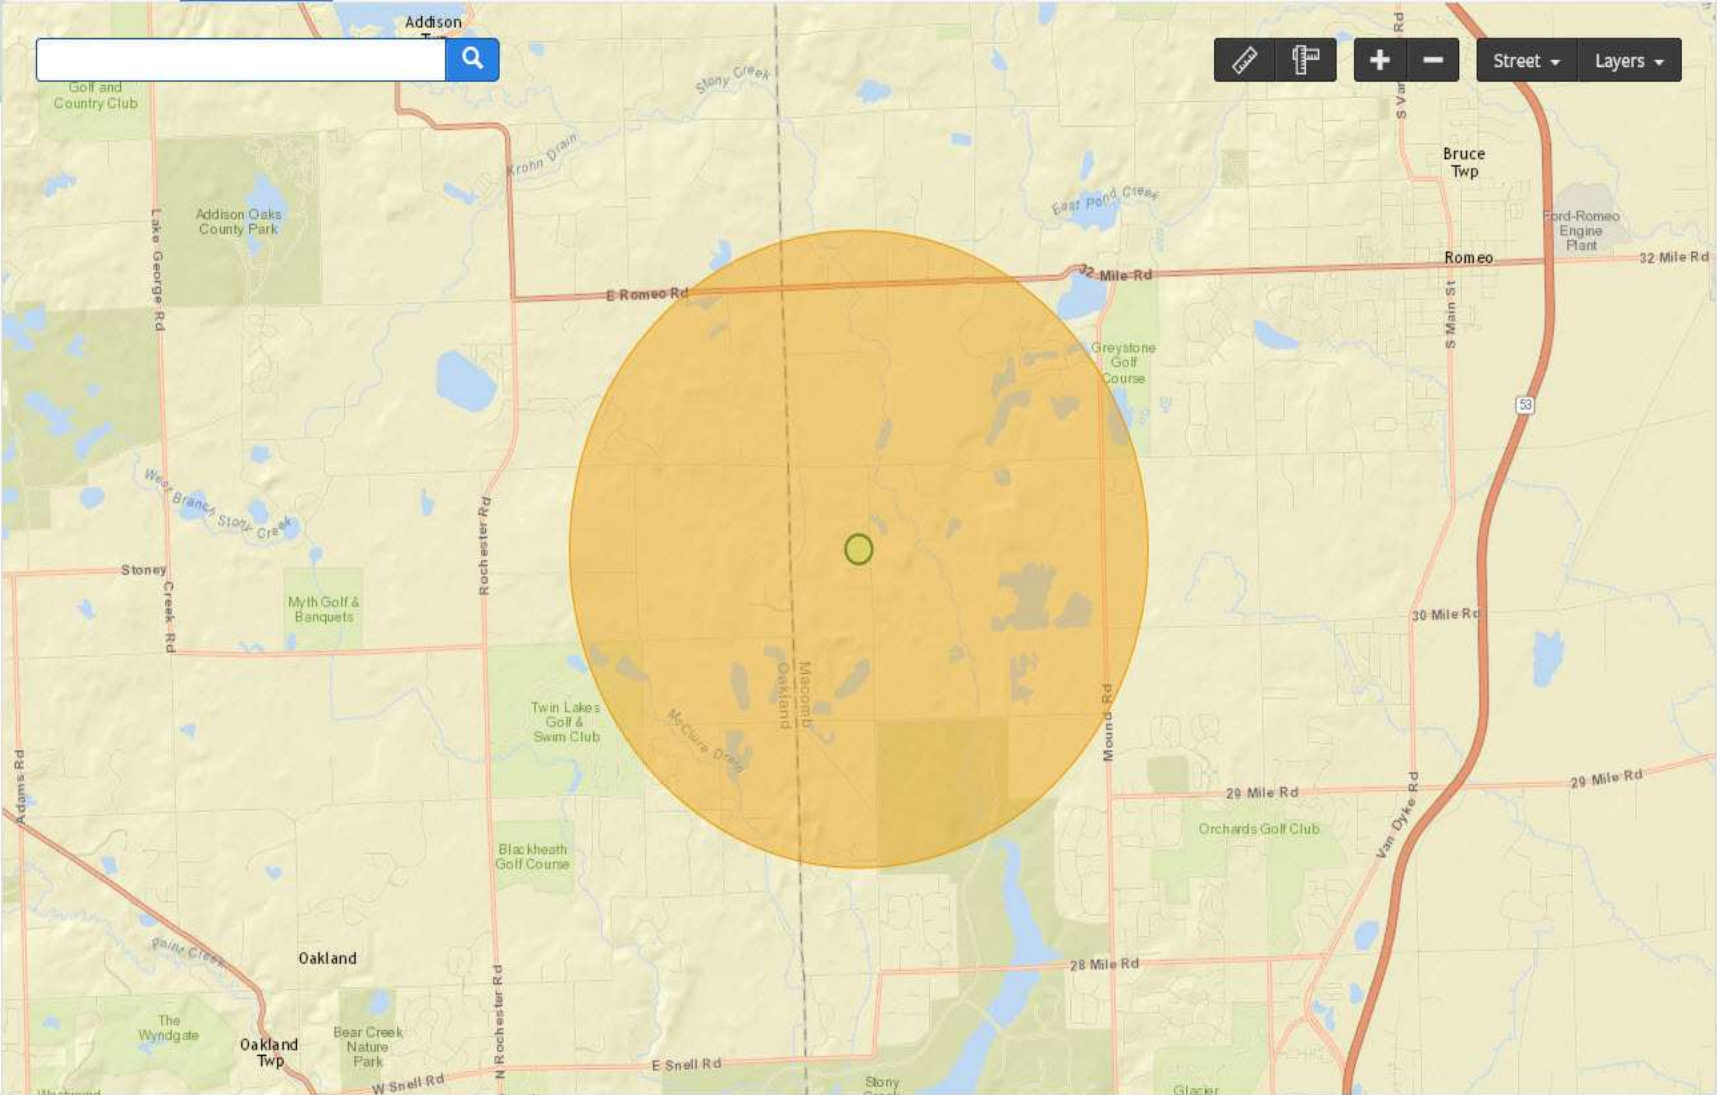 Addison
Twp
Golf and
Country Club
Stony Creek
S Van
Rd
Street
Layers
Krohn Drain
Bruce
Twp
Addison Oaks
County Park
Lake George Rd
East Pond Creek
Ford-Romeo
Engine
Plant
Romeo
32 Mile Rd
32 Mile Rd
E Romeo Rd
S Main St
Greystone
Golf
Course
53
West Branch Stony Creek
Rochester Rd
Stoney
Creek Rd
Myth Golf &
Banquets
30 Mile Rd
Macomb
Oakland
Twin Lakes
Golf &
Swim Club
McClure Drain
Mound Rd
Adams Rd
29 Mile Rd
29 Mile Rd
Van Dyke Rd
Orchards Golf Club
Blackheath
Golf Course
Paint Creek
Oakland
28 Mile Rd
N Rochester Rd
The
Wyndgate
Bear Creek
Nature
Park
Oakland
Twp
E Snell Rd
W Snell Rd
Stony
Glacier